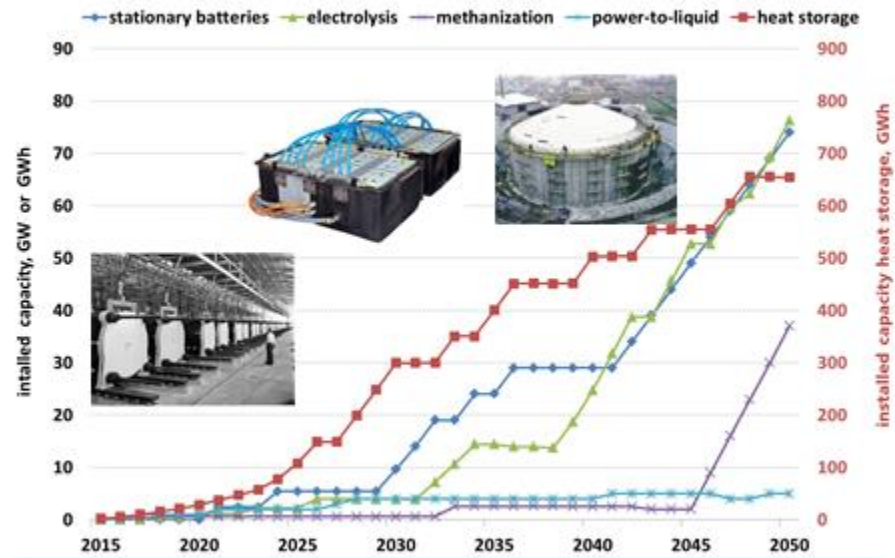 stationary batteries electrolysis methanization power-to-liquid heat storage
90 900
80 800
70 700
60 600
50 500
40 400
30 300
20 200
10 100
0 0
intalled capacity, GW or GWh
installed capacity heat storage, GWh
2015 2020 2025 2030 2035 2040 2045 2050